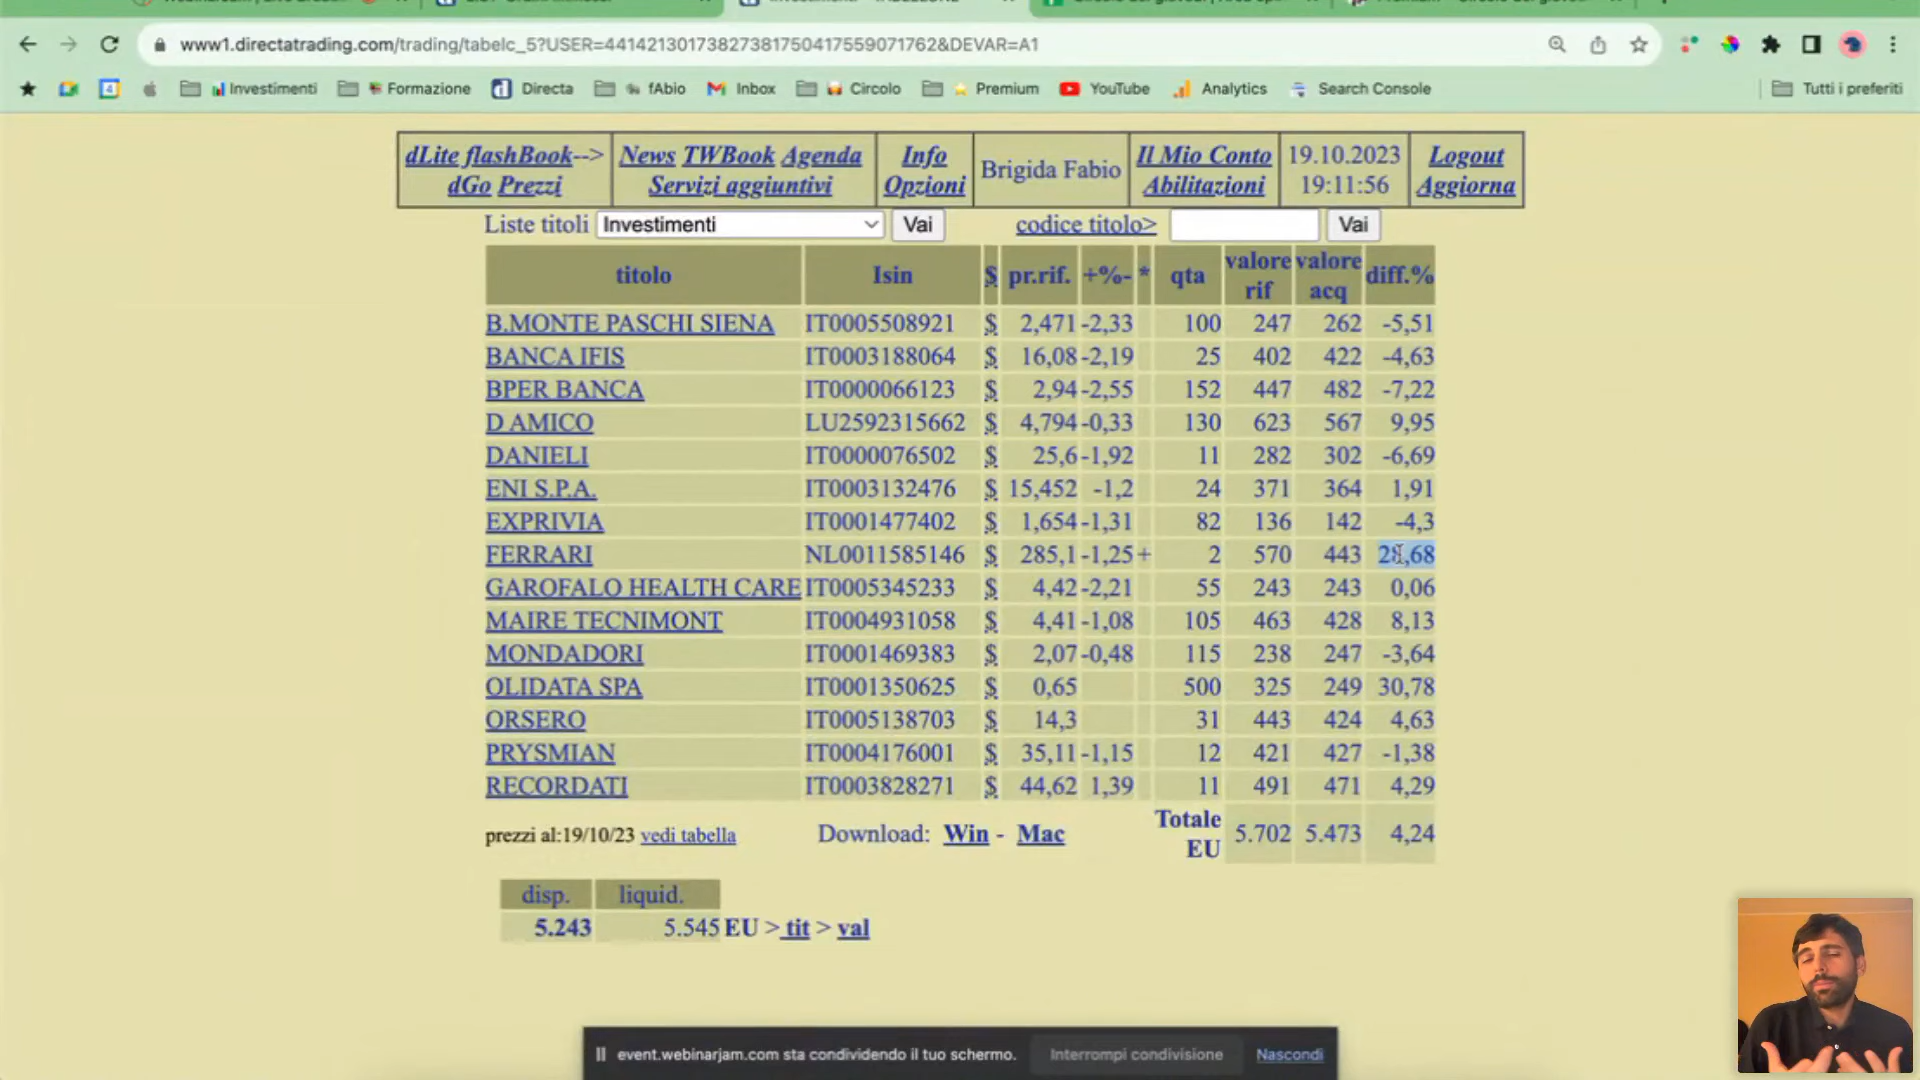 www1.directatrading.com/trading/tabelc_5?USER=44142130173827381750417559071762&DEVAR=A1
Investimenti Formazione Directa fAbio Inbox Circolo Premium YouTube Analytics Search Console Tutti i preferiti
dLite flashBook--> News TWBook Agenda Info Brigida Fabio Il Mio Conto 19.10.2023 Logout
dGo Prezzi Servizi aggiuntivi Opzioni Abilitazioni 19:11:56 Aggiorna
Liste titoli Investimenti Vai codice titolo> Vai
titolo Isin $ pr.rif. +%- * qta valore rif valore acq diff.%
B.MONTE PASCHI SIENA IT0005508921 $ 2,471 -2,33 100 247 262 -5,51
BANCA IFIS IT0003188064 $ 16,08 -2,19 25 402 422 -4,63
BPER BANCA IT0000066123 $ 2,94 -2,55 152 447 482 -7,22
D AMICO LU2592315662 $ 4,794 -0,33 130 623 567 9,95
DANIELI IT0000076502 $ 25,6 -1,92 11 282 302 -6,69
ENI S.P.A. IT0003132476 $ 15,452 -1,2 24 371 364 1,91
EXPRIVIA IT0001477402 $ 1,654 -1,31 82 136 142 -4,3
FERRARI NL0011585146 $ 285,1 -1,25 + 2 570 443 28,68
GAROFALO HEALTH CARE IT0005345233 $ 4,42 -2,21 55 243 243 0,06
MAIRE TECNIMONT IT0004931058 $ 4,41 -1,08 105 463 428 8,13
MONDADORI IT0001469383 $ 2,07 -0,48 115 238 247 -3,64
OLIDATA SPA IT0001350625 $ 0,65 500 325 249 30,78
ORSERO IT0005138703 $ 14,3 31 443 424 4,63
PRYSMIAN IT0004176001 $ 35,11 -1,15 12 421 427 -1,38
RECORDATI IT0003828271 $ 44,62 1,39 11 491 471 4,29
prezzi al:19/10/23 vedi tabella Download: Win - Mac Totale EU 5.702 5.473 4,24
disp. liquid.
5.243 5.545 EU > tit > val
event.webinarjam.com sta condividendo il tuo schermo. Interrompi condivisione Nascondi